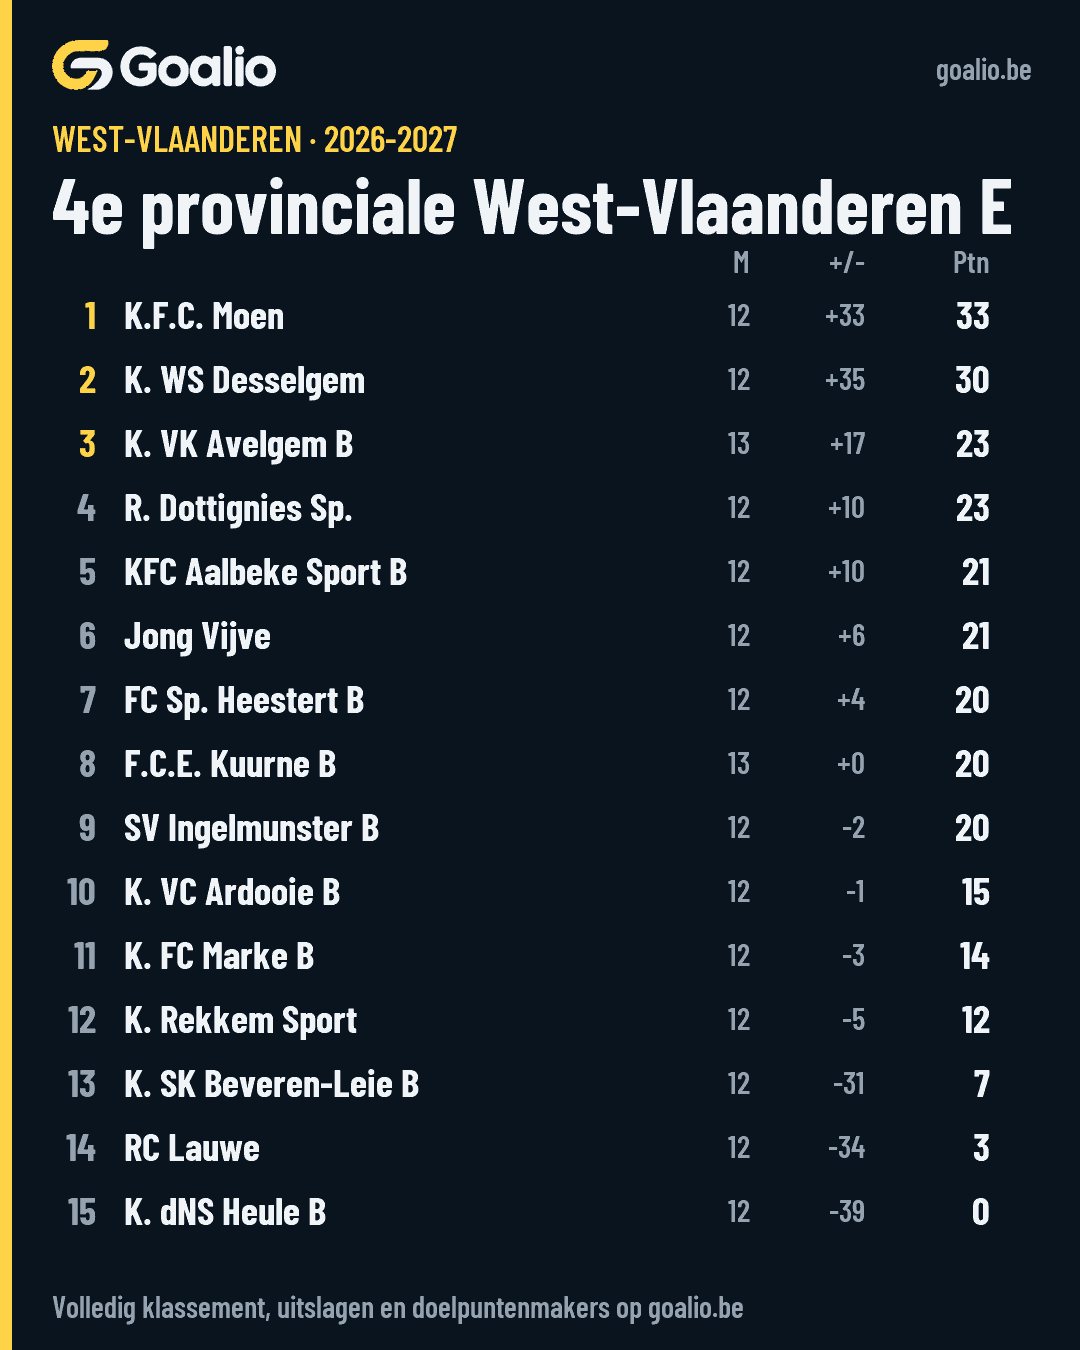 Goalio
goalio.be
WEST-VLAANDEREN · 2026-2027
4e provinciale West-Vlaanderen E
M +/- Ptn
1 K.F.C. Moen 12 +33 33
2 K. WS Desselgem 12 +35 30
3 K. VK Avelgem B 13 +17 23
4 R. Dottignies Sp. 12 +10 23
5 KFC Aalbeke Sport B 12 +10 21
6 Jong Vijve 12 +6 21
7 FC Sp. Heestert B 12 +4 20
8 F.C.E. Kuurne B 13 +0 20
9 SV Ingelmunster B 12 -2 20
10 K. VC Ardooie B 12 -1 15
11 K. FC Marke B 12 -3 14
12 K. Rekkem Sport 12 -5 12
13 K. SK Beveren-Leie B 12 -31 7
14 RC Lauwe 12 -34 3
15 K. dNS Heule B 12 -39 0
Volledig klassement, uitslagen en doelpuntenmakers op goalio.be